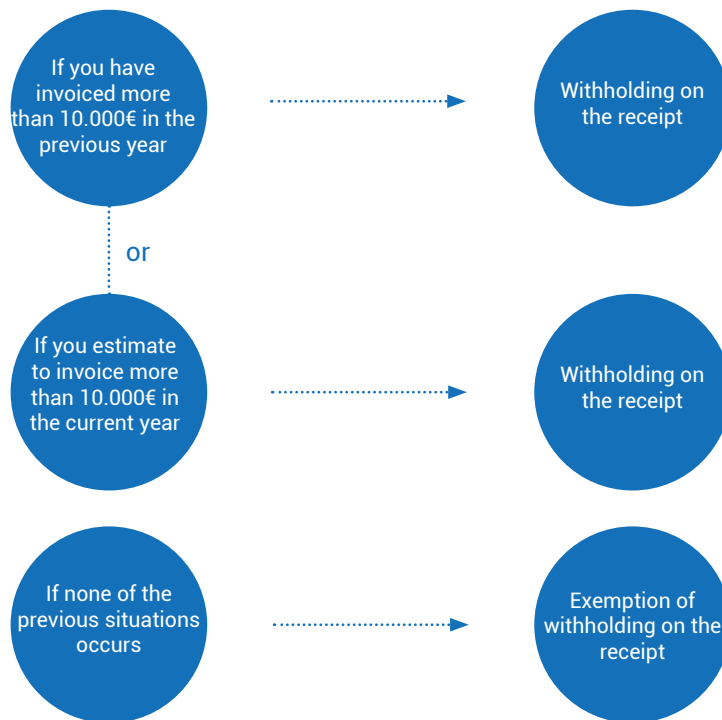 If you have
invoiced more
than 10.000€ in the
previous year
Withholding on
the receipt
or
If you estimate
to invoice more
than 10.000€ in
the current year
Withholding on
the receipt
If none of the
previous situations
occurs
Exemption of
withholding on the
receipt